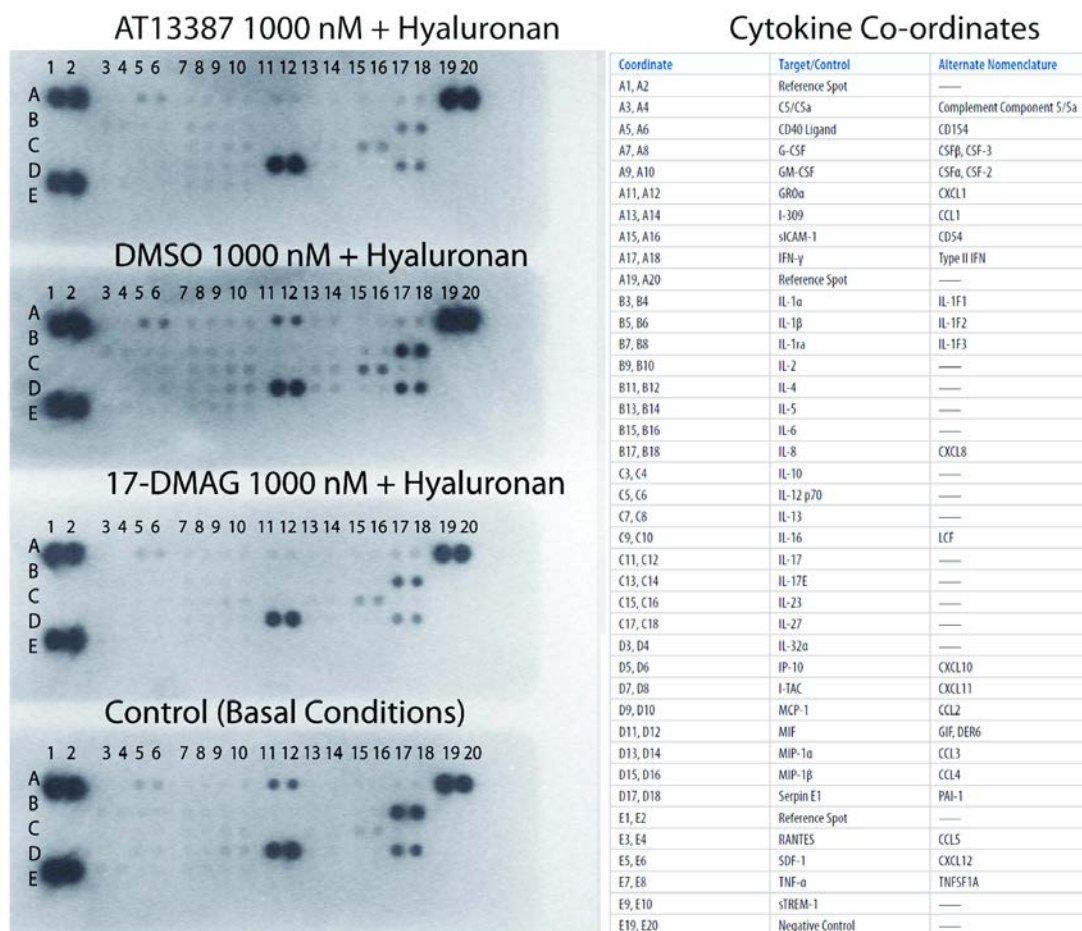 AT13387 1000 nM + Hyaluronan
1 2 3 4 5 6 7 8 9 10 11 12 13 14 15 16 17 18 19 20
A
B
C
D
E
DMSO 1000 nM + Hyaluronan
1 2 3 4 5 6 7 8 9 10 11 12 13 14 15 16 17 18 19 20
A
B
C
D
E
17-DMAG 1000 nM + Hyaluronan
1 2 3 4 5 6 7 8 9 10 11 12 13 14 15 16 17 18 19 20
A
B
C
D
E
Control (Basal Conditions)
1 2 3 4 5 6 7 8 9 10 11 12 13 14 15 16 17 18 19 20
A
B
C
D
E
Cytokine Co-ordinates
Coordinate Target/Control Alternate Nomenclature
A1, A2 Reference Spot ——
A3, A4 C5/C5a Complement Component 5/5a
A5, A6 CD40 Ligand CD154
A7, A8 G-CSF CSFβ, CSF-3
A9, A10 GM-CSF CSFα, CSF-2
A11, A12 GROα CXCL1
A13, A14 I-309 CCL1
A15, A16 sICAM-1 CD54
A17, A18 IFN-γ Type II IFN
A19, A20 Reference Spot ——
B3, B4 IL-1α IL-1F1
B5, B6 IL-1β IL-1F2
B7, B8 IL-1ra IL-1F3
B9, B10 IL-2 ——
B11, B12 IL-4 ——
B13, B14 IL-5 ——
B15, B16 IL-6 ——
B17, B18 IL-8 CXCL8
C3, C4 IL-10 ——
C5, C6 IL-12 p70 ——
C7, C8 IL-13 ——
C9, C10 IL-16 LCF
C11, C12 IL-17 ——
C13, C14 IL-17E ——
C15, C16 IL-23 ——
C17, C18 IL-27 ——
D3, D4 IL-32α ——
D5, D6 IP-10 CXCL10
D7, D8 I-TAC CXCL11
D9, D10 MCP-1 CCL2
D11, D12 MIF GIF, DER6
D13, D14 MIP-1α CCL3
D15, D16 MIP-1β CCL4
D17, D18 Serpin E1 PAI-1
E1, E2 Reference Spot ——
E3, E4 RANTES CCL5
E5, E6 SDF-1 CXCL12
E7, E8 TNF-α TNFSF1A
E9, E10 sTREM-1 ——
E19, E20 Negative Control ——